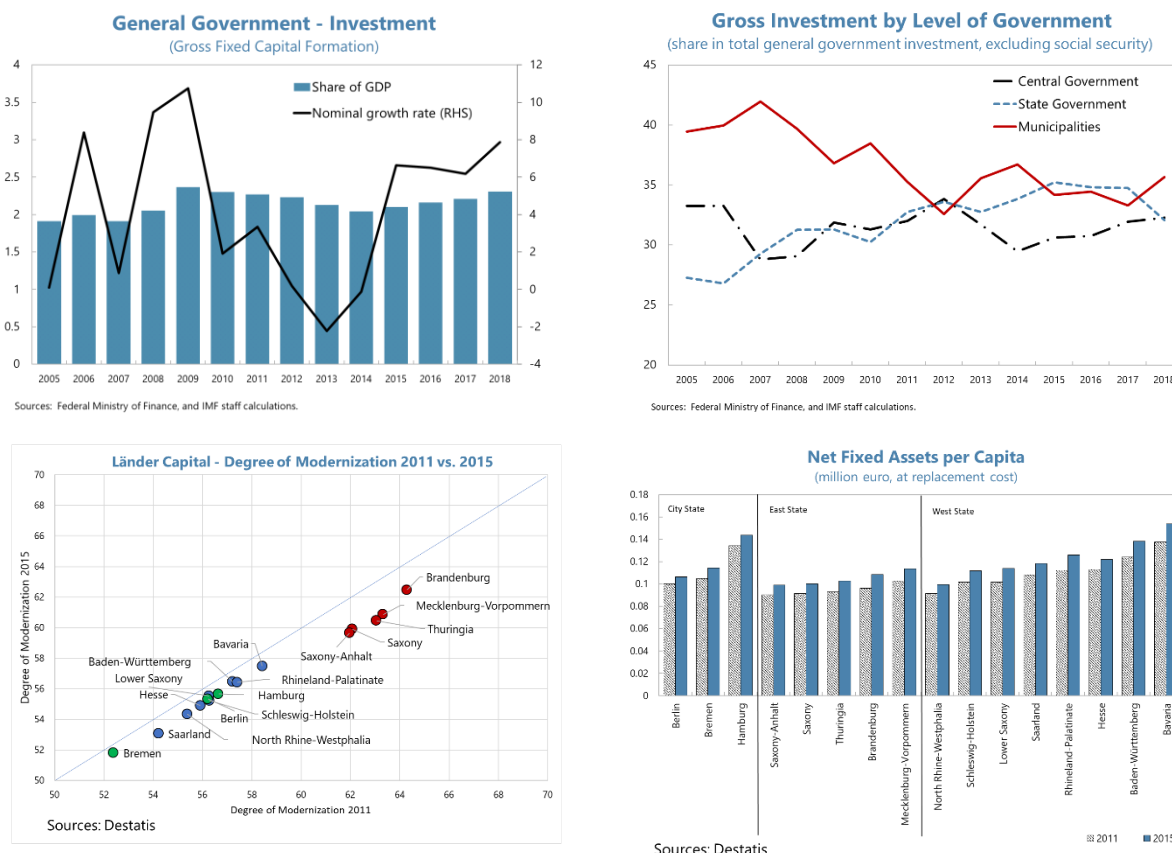 General Government - Investment
(Gross Fixed Capital Formation)
4
3.5
3
2.5
2
1.5
1
0.5
0
12
10
8
6
4
2
0
-2
-4
Share of GDP
Nominal growth rate (RHS)
2005 2006 2007 2008 2009 2010 2011 2012 2013 2014 2015 2016 2017 2018
Sources: Federal Ministry of Finance, and IMF staff calculations.
Gross Investment by Level of Government
(share in total general government investment, excluding social security)
45
40
35
30
25
20
Central Government
State Government
Municipalities
2005 2006 2007 2008 2009 2010 2011 2012 2013 2014 2015 2016 2017 2018
Sources: Federal Ministry of Finance, and IMF staff calculations.
Länder Capital - Degree of Modernization 2011 vs. 2015
Degree of Modernization 2015
70
68
66
64
62
60
58
56
54
52
50
Brandenburg
Mecklenburg-Vorpommern
Thuringia
Saxony
Saxony-Anhalt
Bavaria
Baden-Württemberg
Rhineland-Palatinate
Lower Saxony
Hesse
Hamburg
Schleswig-Holstein
Berlin
Saarland
North Rhine-Westphalia
Bremen
50 52 54 56 58 60 62 64 66 68 70
Degree of Modernization 2011
Sources: Destatis
Net Fixed Assets per Capita
(million euro, at replacement cost)
0.18
0.16
0.14
0.12
0.1
0.08
0.06
0.04
0.02
0
City State
East State
West State
Berlin
Bremen
Hamburg
Saxony-Anhalt
Saxony
Thuringia
Brandenburg
Mecklenburg-Vorpommern
North Rhine-Westphalia
Schleswig-Holstein
Lower Saxony
Saarland
Rhineland-Palatinate
Hesse
Baden-Württemberg
Bavaria
2011 2015
Sources: Destatis